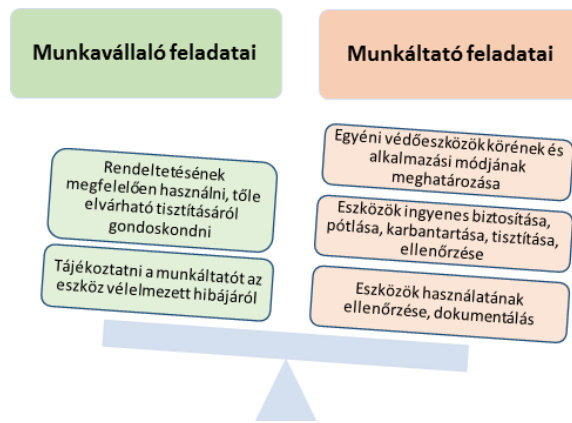 Munkavállaló feladatai
Munkáltató feladatai
Rendeltetésének
megfelelően használni, tőle
elvárható tisztításáról
gondoskondni
Tájékoztatni a munkáltatót az
eszköz vélelmezett hibájáról
Egyéni védőeszközök körének és
alkalmazási módjának
meghatározása
Eszközök ingyenes biztosítása,
pótlása, karbantartása, tisztítása,
ellenőrzése
Eszközök használatának
ellenőrzése, dokumentálás